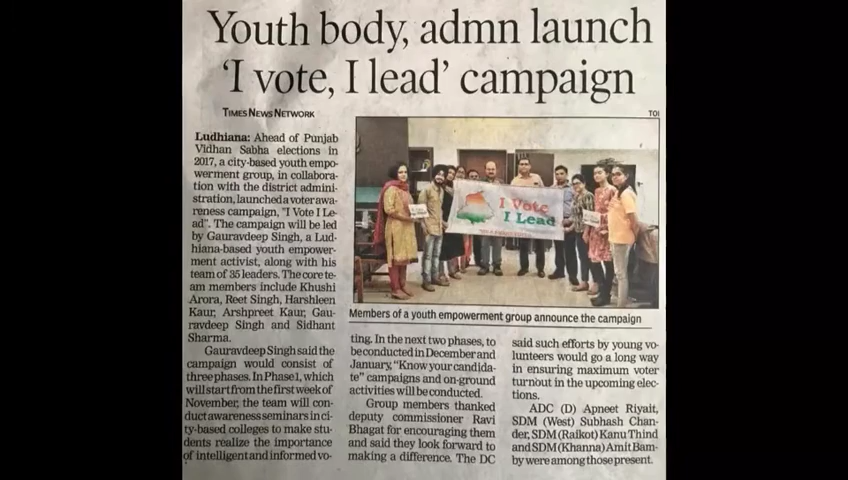 Youth body, admn launch
‘I vote, I lead’ campaign
TIMES NEWS NETWORK
Ludhiana: Ahead of Punjab
Vidhan Sabha elections in
2017, a city-based youth empo-
werment group, in collabora-
tion with the district admini-
stration, launched a voter awa-
reness campaign, "I Vote I Le-
ad". The campaign will be led
by Gauravdeep Singh, a Lud-
hiana-based youth empower-
ment activist, along with his
team of 35 leaders. The core te-
am members include Khushi
Arora, Reet Singh, Harshleen
Kaur, Arshpreet Kaur, Gau-
ravdeep Singh and Sidhant
Sharma.
Gauravdeep Singh said the
campaign would consist of
three phases. In Phase 1, which
will start from the first week of
November, the team will con-
duct awareness seminars in ci-
ty-based colleges to make stu-
dents realize the importance
of intelligent and informed vo-
TOI
I Vote
I Lead
Members of a youth empowerment group announce the campaign
ting. In the next two phases, to
be conducted in December and
January, "Know your candida-
te" campaigns and on-ground
activities will be conducted.
Group members thanked
deputy commissioner Ravi
Bhagat for encouraging them
and said they look forward to
making a difference. The DC
said such efforts by young vo-
lunteers would go a long way
in ensuring maximum voter
turnout in the upcoming elec-
tions.
ADC (D) Apneet Riyait,
SDM (West) Subhash Chan-
der, SDM (Raikot) Kanu Thind
and SDM (Khanna) Amit Bam-
by were among those present.